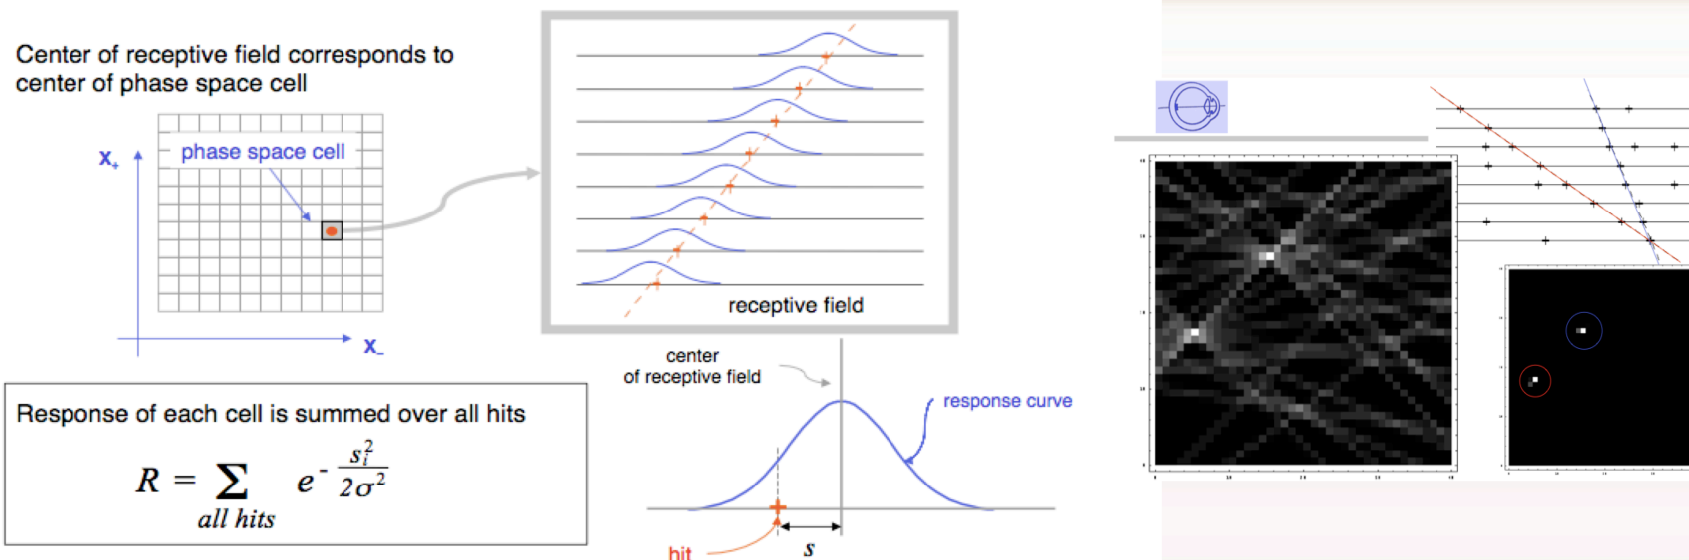 Center of receptive field corresponds to
center of phase space cell
X+
phase space cell
X_
receptive field
center
of receptive field
response curve
hit
s
Response of each cell is summed over all hits
R = ∑ e^- s_i^2 / 2σ^2
all hits